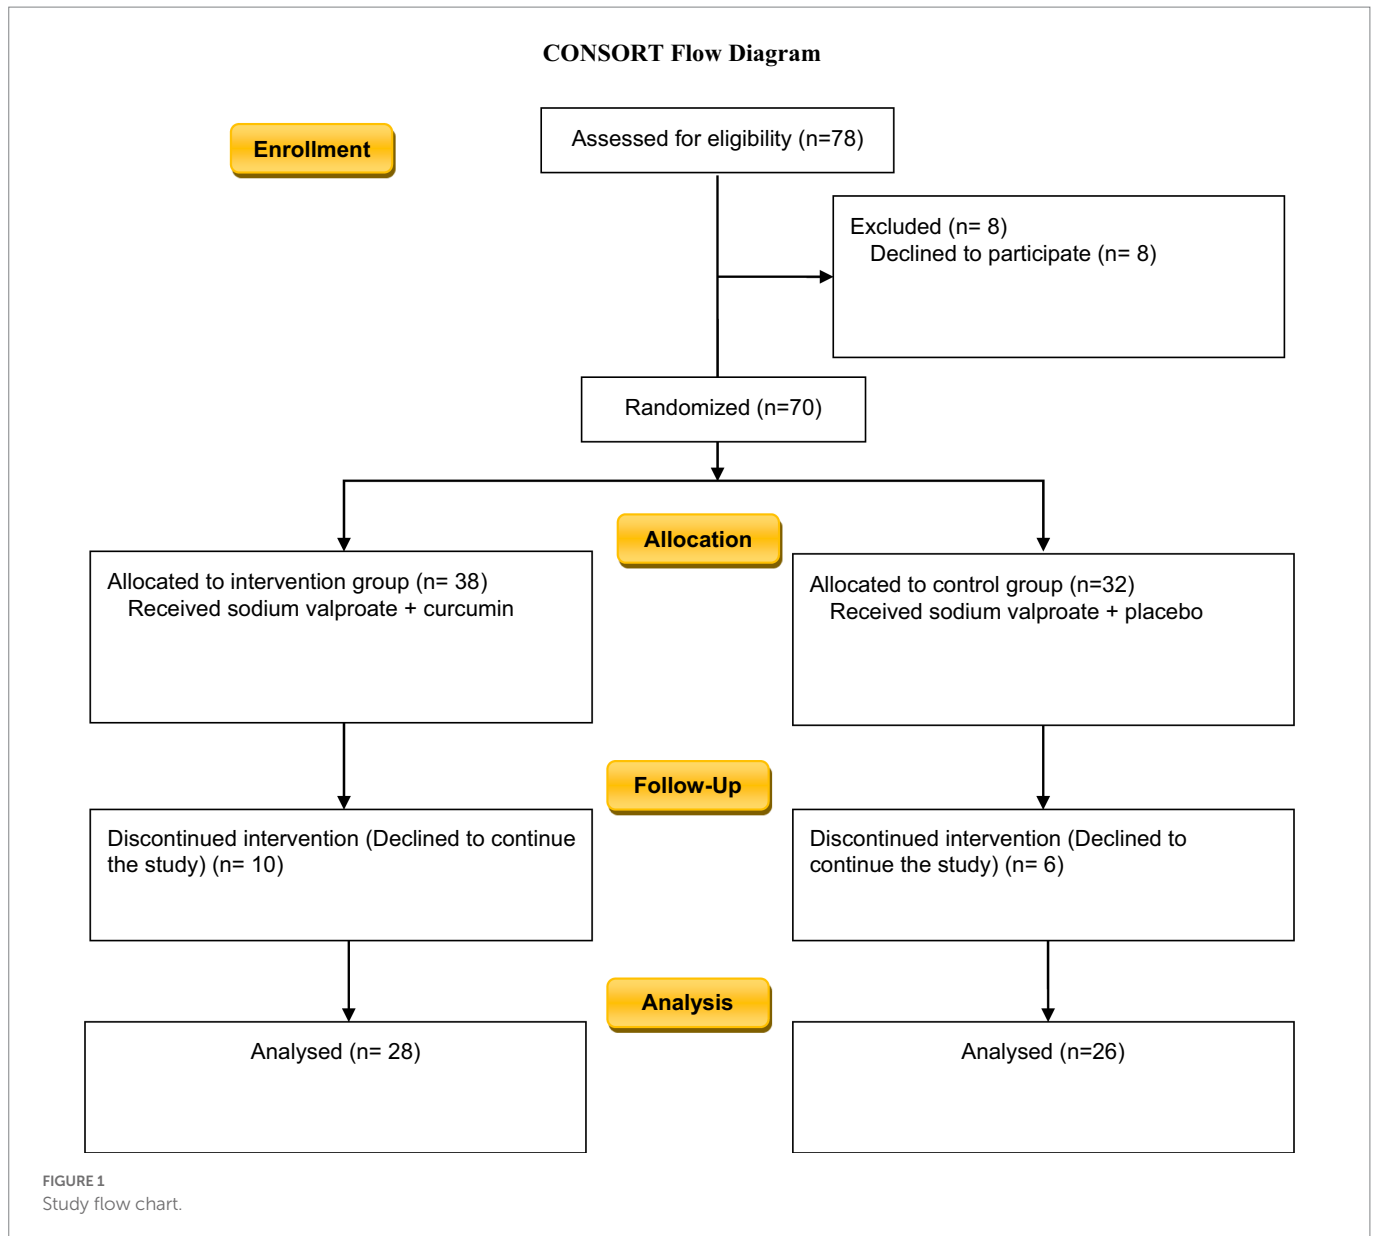 CONSORT Flow Diagram
Enrollment
Assessed for eligibility (n=78)
Excluded (n= 8)
Declined to participate (n= 8)
Randomized (n=70)
Allocation
Allocated to intervention group (n= 38)
Received sodium valproate + curcumin
Allocated to control group (n=32)
Received sodium valproate + placebo
Follow-Up
Discontinued intervention (Declined to continue
the study) (n= 10)
Discontinued intervention (Declined to
continue the study) (n= 6)
Analysis
Analysed (n= 28)
Analysed (n=26)
FIGURE 1
Study flow chart.